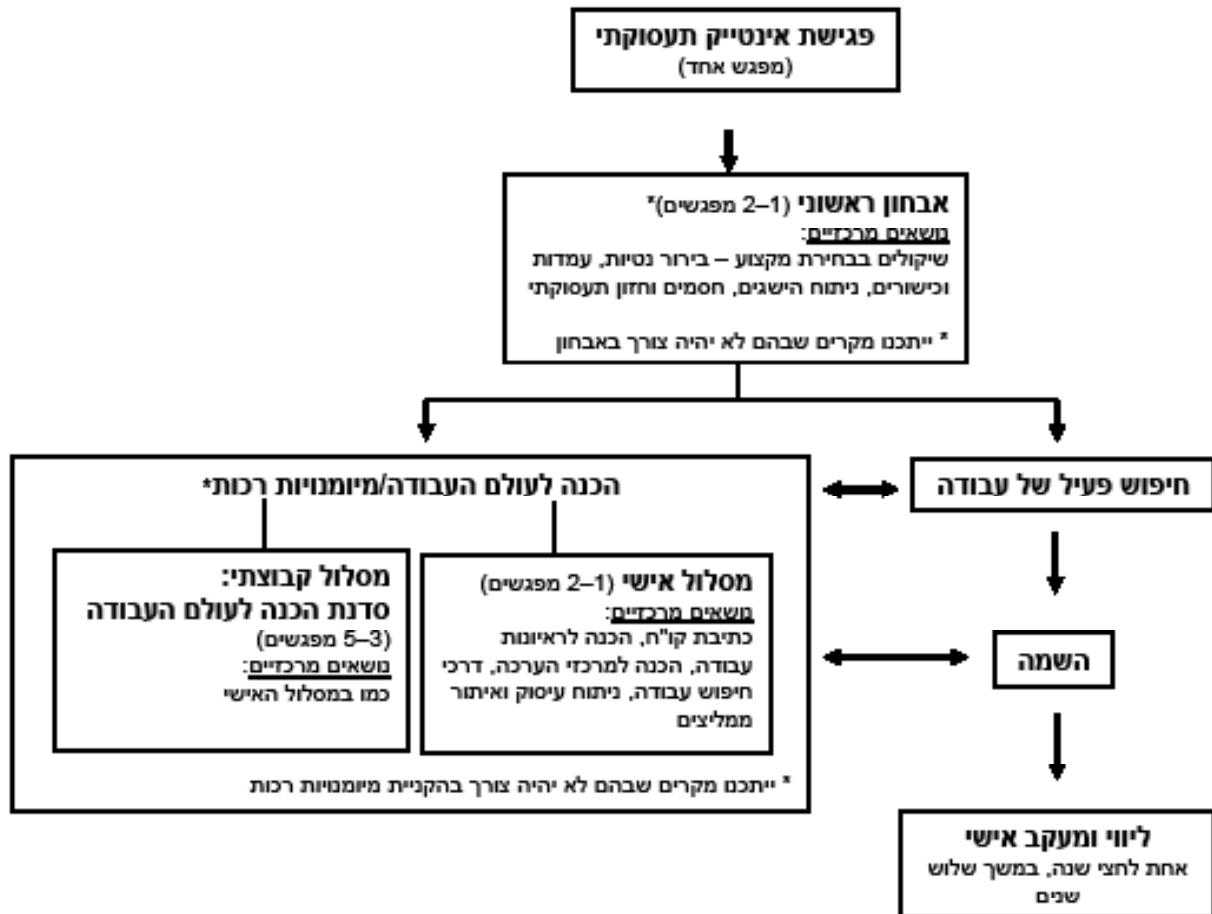 פגישת אינטייק תעסוקתי
(מפגש אחד)
אבחון ראשוני (1–2 מפגשים)*
נושאים מרכזיים:
שיקולים בבחירת מקצוע – בירור נטיות, עמדות
וכישורים, ניתוח הישגים, חסמים וחזון תעסוקתי
* ייתכנו מקרים שבהם לא יהיה צורך באבחון
חיפוש פעיל של עבודה
הכנה לעולם העבודה/מיומנויות רכות*
מסלול אישי (1–2 מפגשים)
נושאים מרכזיים:
כתיבת קו"ח, הכנה לראיונות
עבודה, הכנה למרכזי הערכה, דרכי
חיפוש עבודה, ניתוח עיסוק ואיתור
ממליצים
מסלול קבוצתי:
סדנת הכנה לעולם העבודה
(3–5 מפגשים)
נושאים מרכזיים:
כמו במסלול האישי
* ייתכנו מקרים שבהם לא יהיה צורך בהקניית מיומנויות רכות
השמה
ליווי ומעקב אישי
אחת לחצי שנה, במשך שלוש
שנים